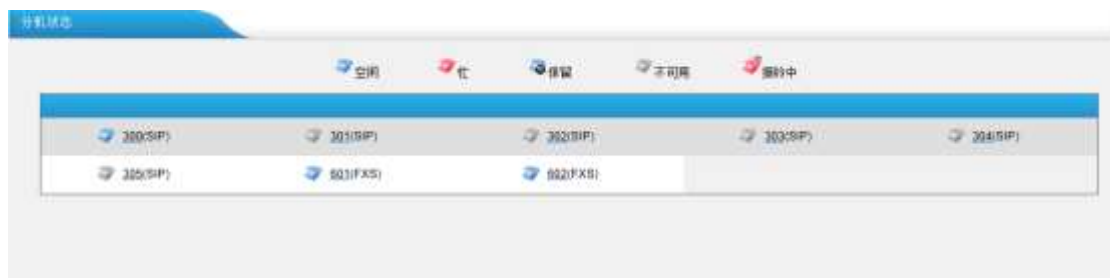 分机状态
空闲 忙 保留 不可用 振铃中
300(SIP) 301(SIP) 302(SIP) 303(SIP) 304(SIP)
305(SIP) 601(FXS) 602(FXS)